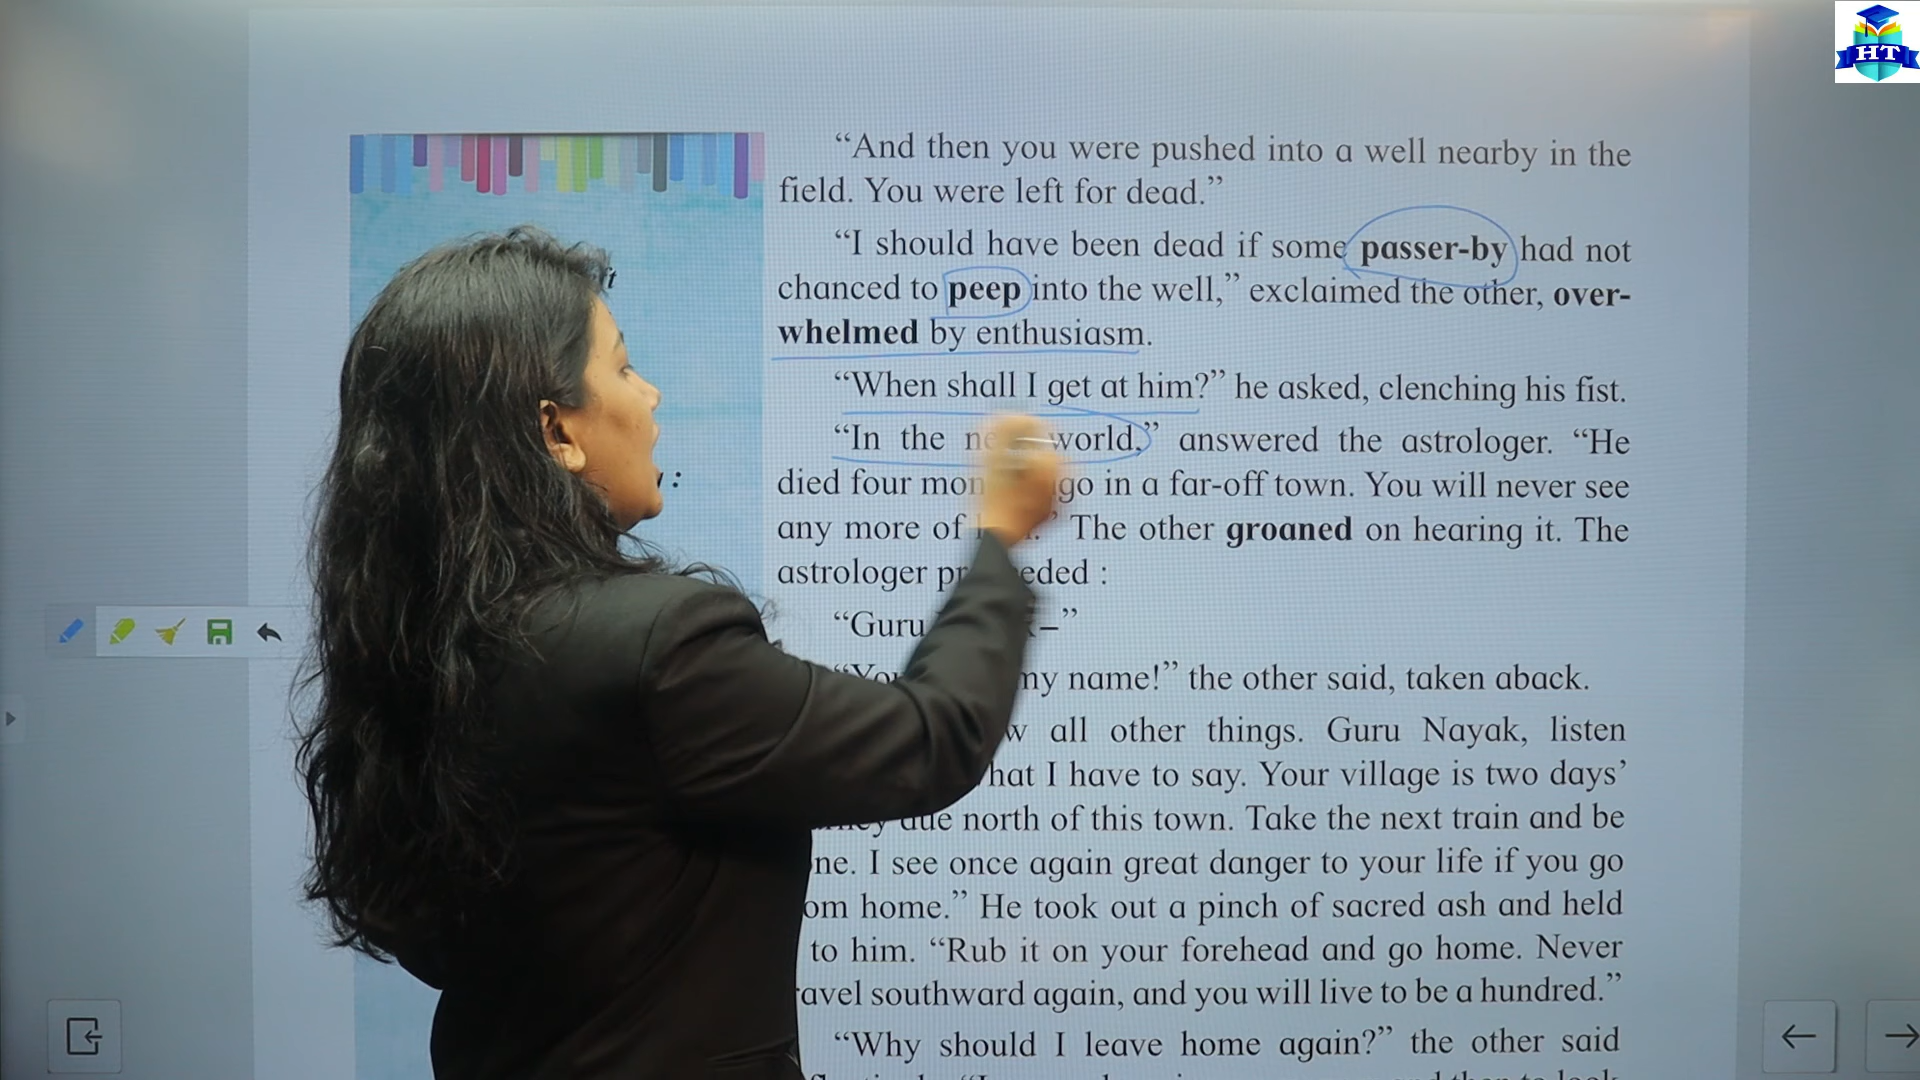 HT
“And then you were pushed into a well nearby in the
field. You were left for dead.”
“I should have been dead if some passer-by had not
chanced to peep into the well,” exclaimed the other, over-
whelmed by enthusiasm.
“When shall I get at him?” he asked, clenching his fist.
“In the world,” answered the astrologer. “He
died four ago in a far-off town. You will never see
any more of The other groaned on hearing it. The
astrologer :
“Guru –”
my name!” the other said, taken aback.
all other things. Guru Nayak, listen
I have to say. Your village is two days’
due north of this town. Take the next train and be
I see once again great danger to your life if you go
home.” He took out a pinch of sacred ash and held
to him. “Rub it on your forehead and go home. Never
southward again, and you will live to be a hundred.”
“Why should I leave home again?” the other said